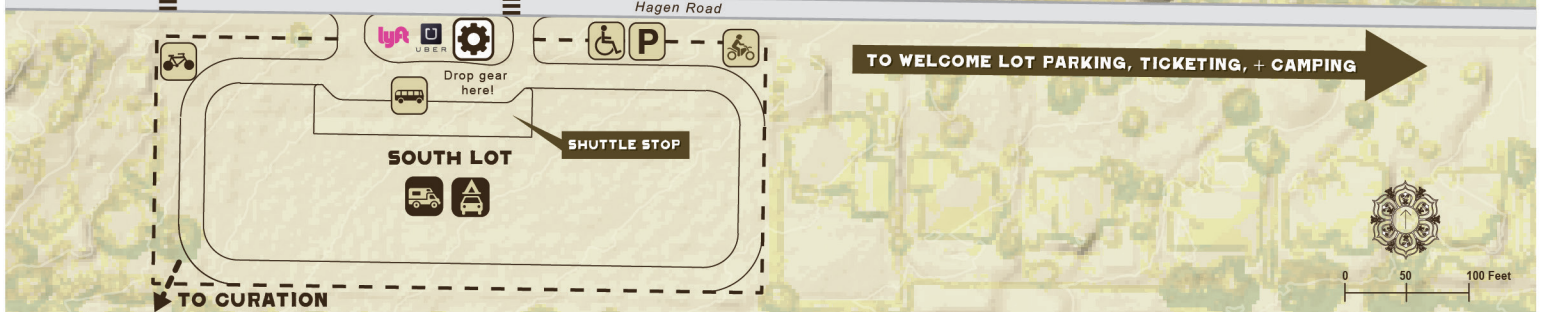 Hagen Road
lyft
U
UBER
P
Drop gear
here!
TO WELCOME LOT PARKING, TICKETING, + CAMPING
SHUTTLE STOP
SOUTH LOT
0 50 100 Feet
TO CURATION